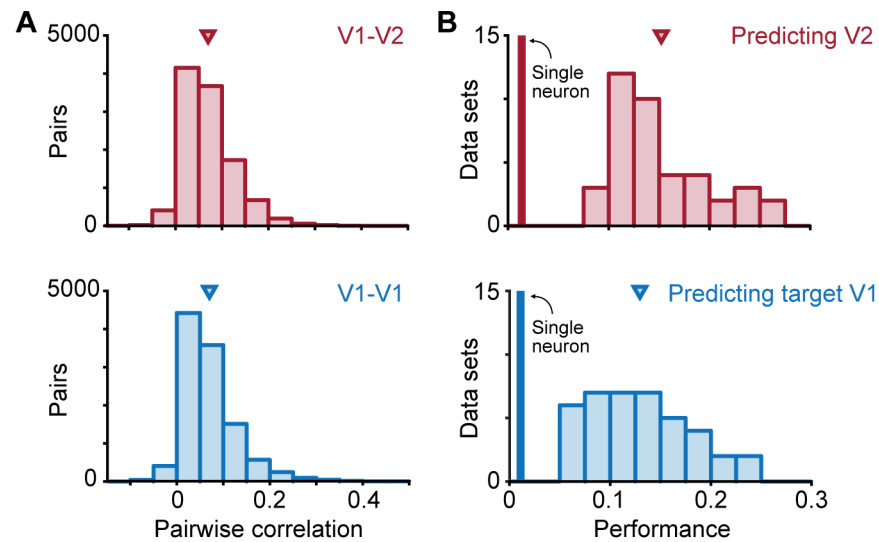 A
5000
V1-V2
Pairs
0
B
15
Predicting V2
Single
neuron
Data sets
0
5000
V1-V1
Pairs
0
0
0.2
0.4
Pairwise correlation
15
Predicting target V1
Single
neuron
Data sets
0
0
0.1
0.2
0.3
Performance